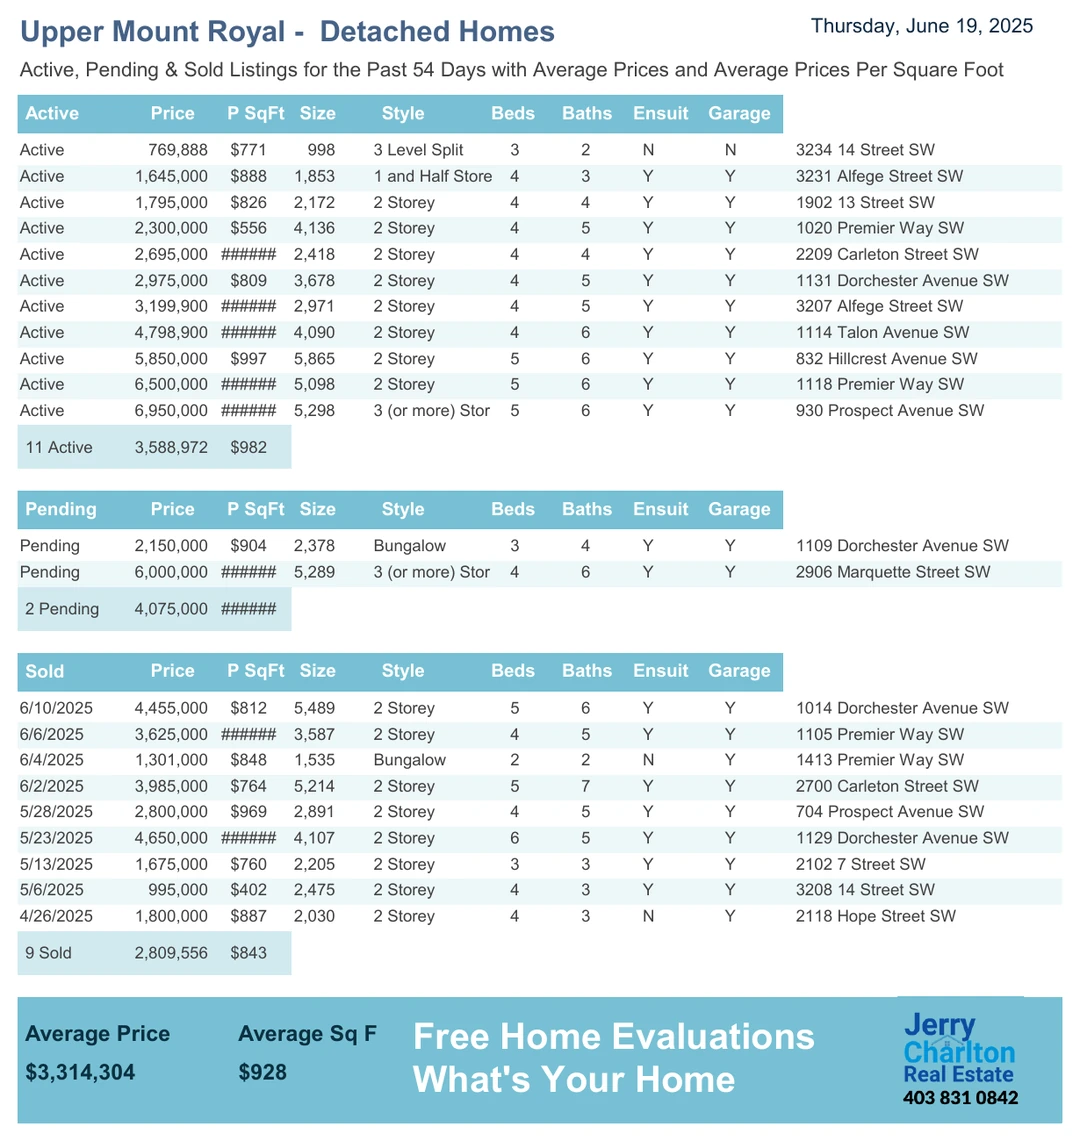 Upper Mount Royal - Detached Homes
Thursday, June 19, 2025
Active, Pending & Sold Listings for the Past 54 Days with Average Prices and Average Prices Per Square Foot
Active Price P SqFt Size Style Beds Baths Ensuit Garage
Active 769,888 $771 998 3 Level Split 3 2 N N 3234 14 Street SW
Active 1,645,000 $888 1,853 1 and Half Store 4 3 Y Y 3231 Alfege Street SW
Active 1,795,000 $826 2,172 2 Storey 4 4 Y Y 1902 13 Street SW
Active 2,300,000 $556 4,136 2 Storey 4 5 Y Y 1020 Premier Way SW
Active 2,695,000 ###### 2,418 2 Storey 4 4 Y Y 2209 Carleton Street SW
Active 2,975,000 $809 3,678 2 Storey 4 5 Y Y 1131 Dorchester Avenue SW
Active 3,199,900 ###### 2,971 2 Storey 4 5 Y Y 3207 Alfege Street SW
Active 4,798,900 ###### 4,090 2 Storey 4 6 Y Y 1114 Talon Avenue SW
Active 5,850,000 $997 5,865 2 Storey 5 6 Y Y 832 Hillcrest Avenue SW
Active 6,500,000 ###### 5,098 2 Storey 5 6 Y Y 1118 Premier Way SW
Active 6,950,000 ###### 5,298 3 (or more) Stor 5 6 Y Y 930 Prospect Avenue SW
11 Active 3,588,972 $982
Pending Price P SqFt Size Style Beds Baths Ensuit Garage
Pending 2,150,000 $904 2,378 Bungalow 3 4 Y Y 1109 Dorchester Avenue SW
Pending 6,000,000 ###### 5,289 3 (or more) Stor 4 6 Y Y 2906 Marquette Street SW
2 Pending 4,075,000 ######
Sold Price P SqFt Size Style Beds Baths Ensuit Garage
6/10/2025 4,455,000 $812 5,489 2 Storey 5 6 Y Y 1014 Dorchester Avenue SW
6/6/2025 3,625,000 ###### 3,587 2 Storey 4 5 Y Y 1105 Premier Way SW
6/4/2025 1,301,000 $848 1,535 Bungalow 2 2 N Y 1413 Premier Way SW
6/2/2025 3,985,000 $764 5,214 2 Storey 5 7 Y Y 2700 Carleton Street SW
5/28/2025 2,800,000 $969 2,891 2 Storey 4 5 Y Y 704 Prospect Avenue SW
5/23/2025 4,650,000 ###### 4,107 2 Storey 6 5 Y Y 1129 Dorchester Avenue SW
5/13/2025 1,675,000 $760 2,205 2 Storey 3 3 Y Y 2102 7 Street SW
5/6/2025 995,000 $402 2,475 2 Storey 4 3 Y Y 3208 14 Street SW
4/26/2025 1,800,000 $887 2,030 2 Storey 4 3 N Y 2118 Hope Street SW
9 Sold 2,809,556 $843
Average Price Average Sq F
$3,314,304 $928
Free Home Evaluations
What's Your Home
Jerry
Charlton
Real Estate
403 831 0842